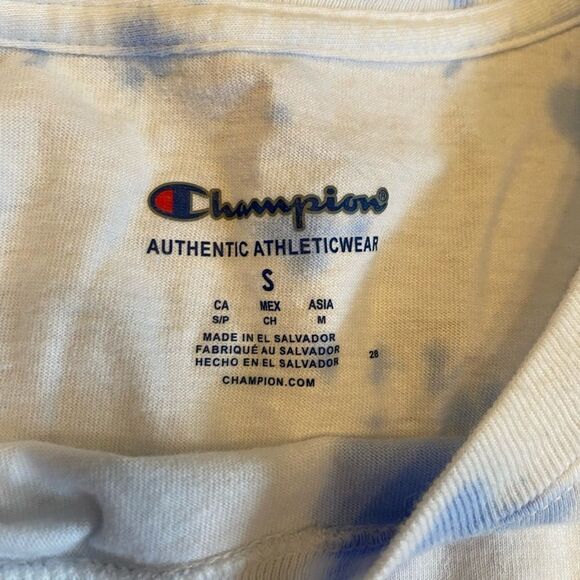 Champion®
AUTHENTIC ATHLETICWEAR
S
CA MEX ASIA
S/P CH M
MADE IN EL SALVADOR
FABRIQUÉ AU SALVADOR 28
HECHO EN EL SALVADOR
CHAMPION.COM